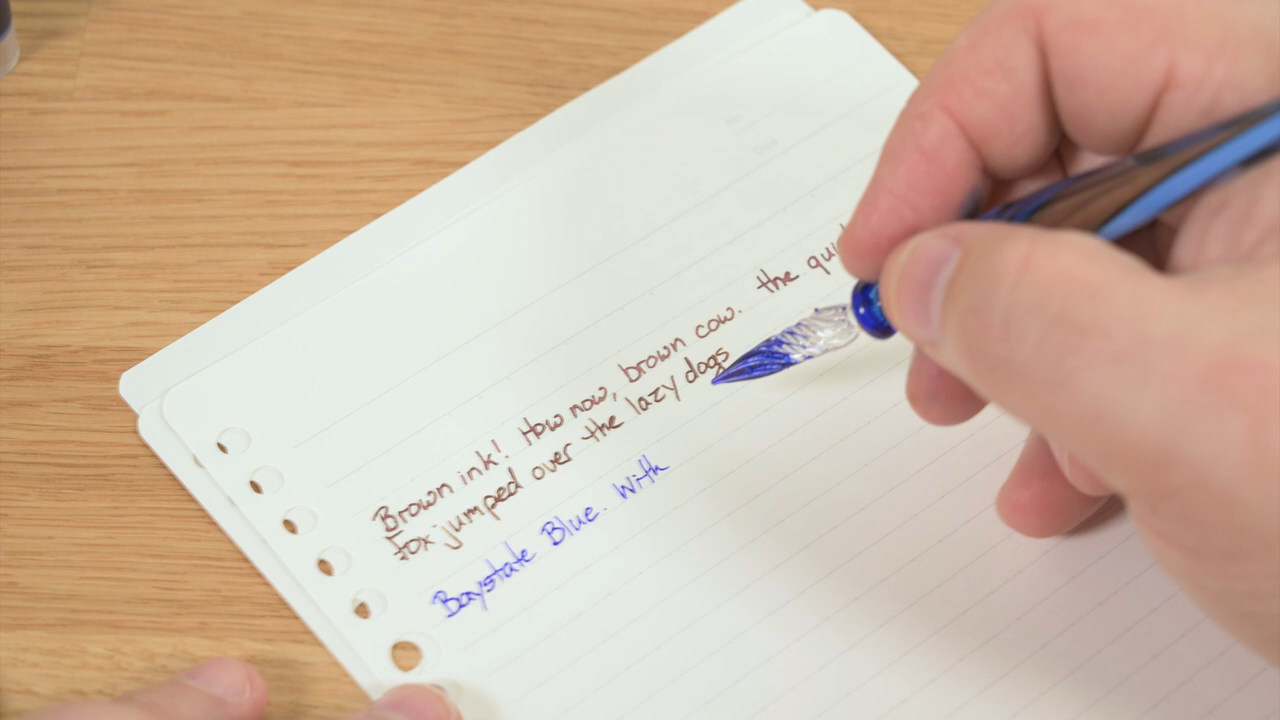 Brown ink! How now, brown cow. the
fox jumped over the lazy dogs
Baystate Blue. With